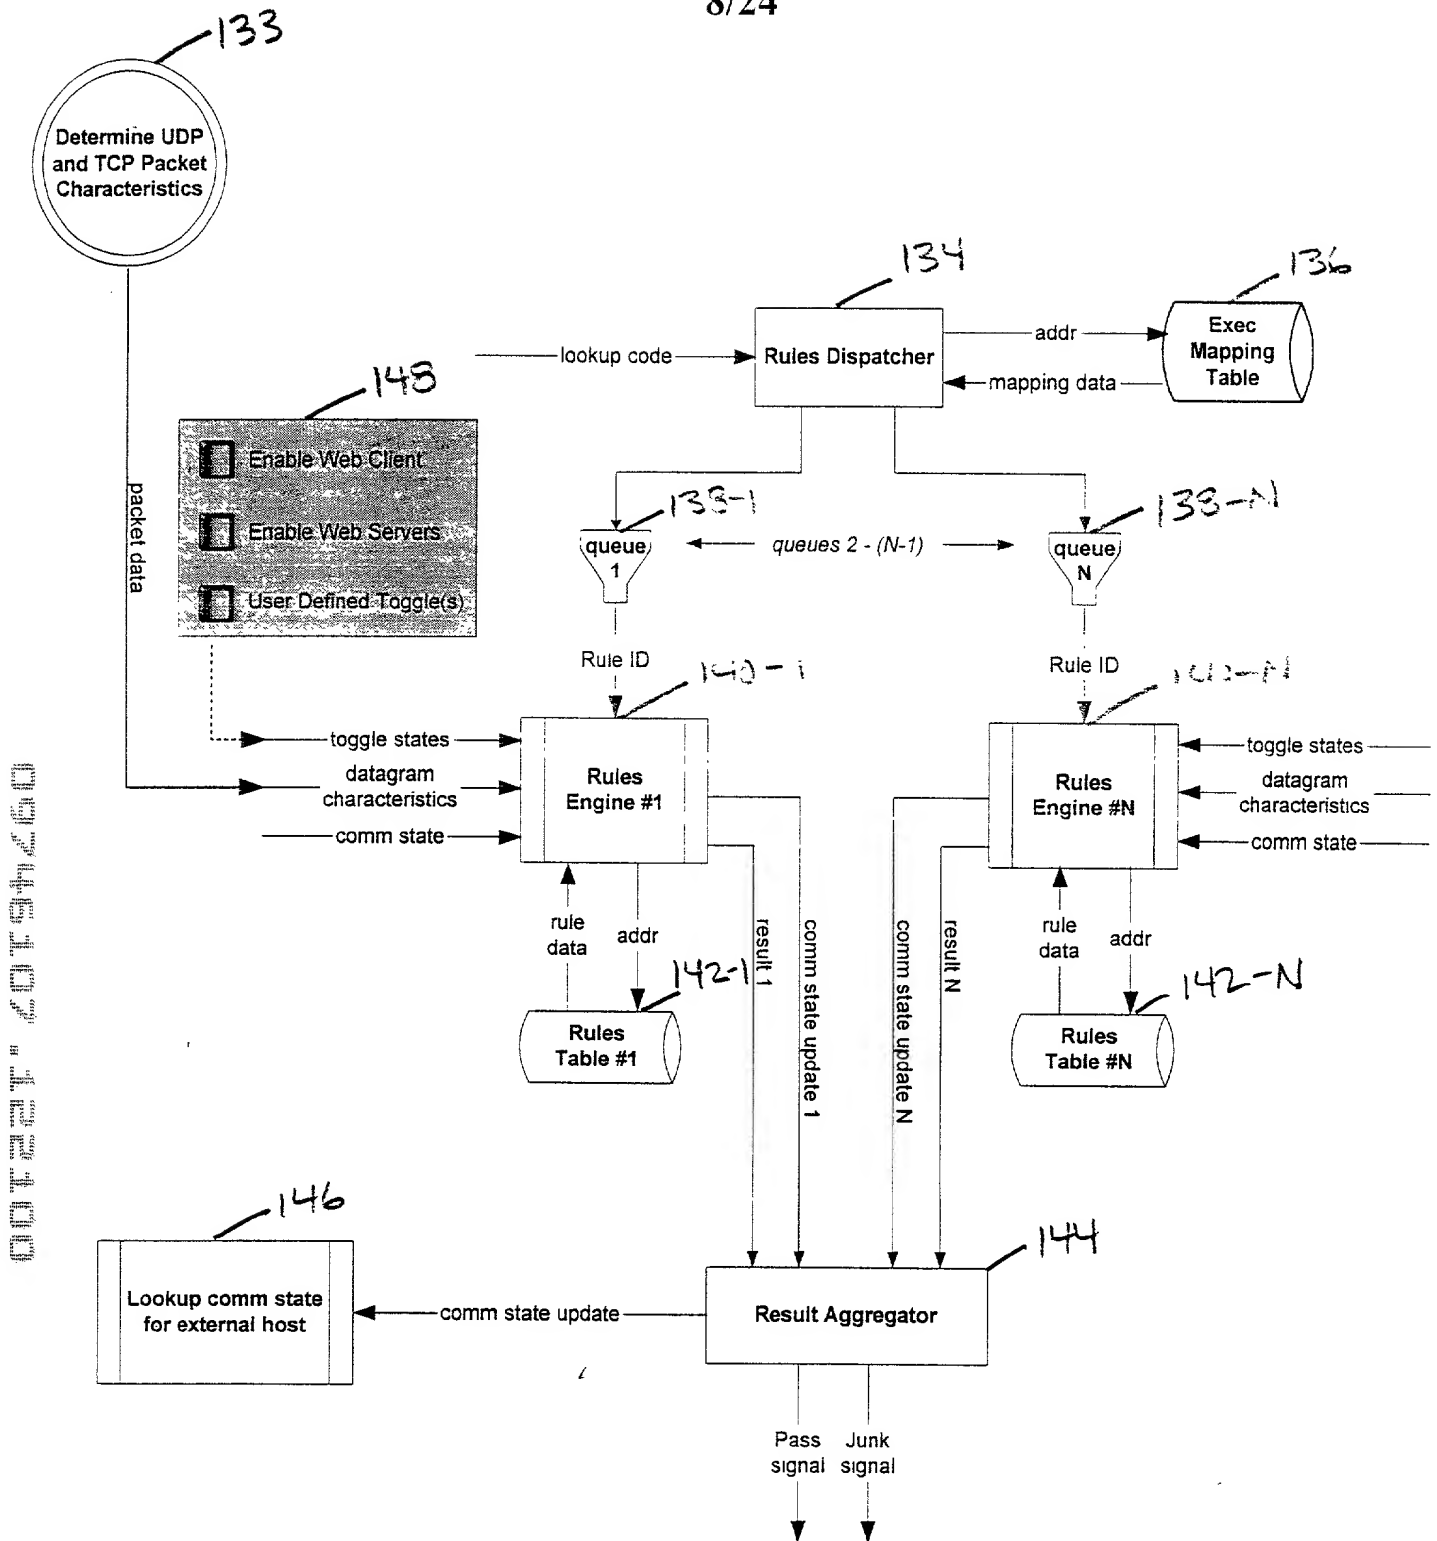 8/24
133
Determine UDP
and TCP Packet
Characteristics
134
136
lookup code
Rules Dispatcher
addr
mapping data
Exec
Mapping
Table
148
Enable Web Client
Enable Web Servers
User Defined Toggle(s)
packet data
138-1
138-N
queue
1
queues 2 - (N-1)
queue
N
Rule ID
Rule ID
140-1
140-N
toggle states
datagram
characteristics
comm state
Rules
Engine #1
Rules
Engine #N
toggle states
datagram
characteristics
comm state
rule
data
addr
result 1
comm state update 1
comm state update N
result N
rule
data
addr
142-1
142-N
Rules
Table #1
Rules
Table #N
146
144
Lookup comm state
for external host
comm state update
Result Aggregator
Pass
signal
Junk
signal